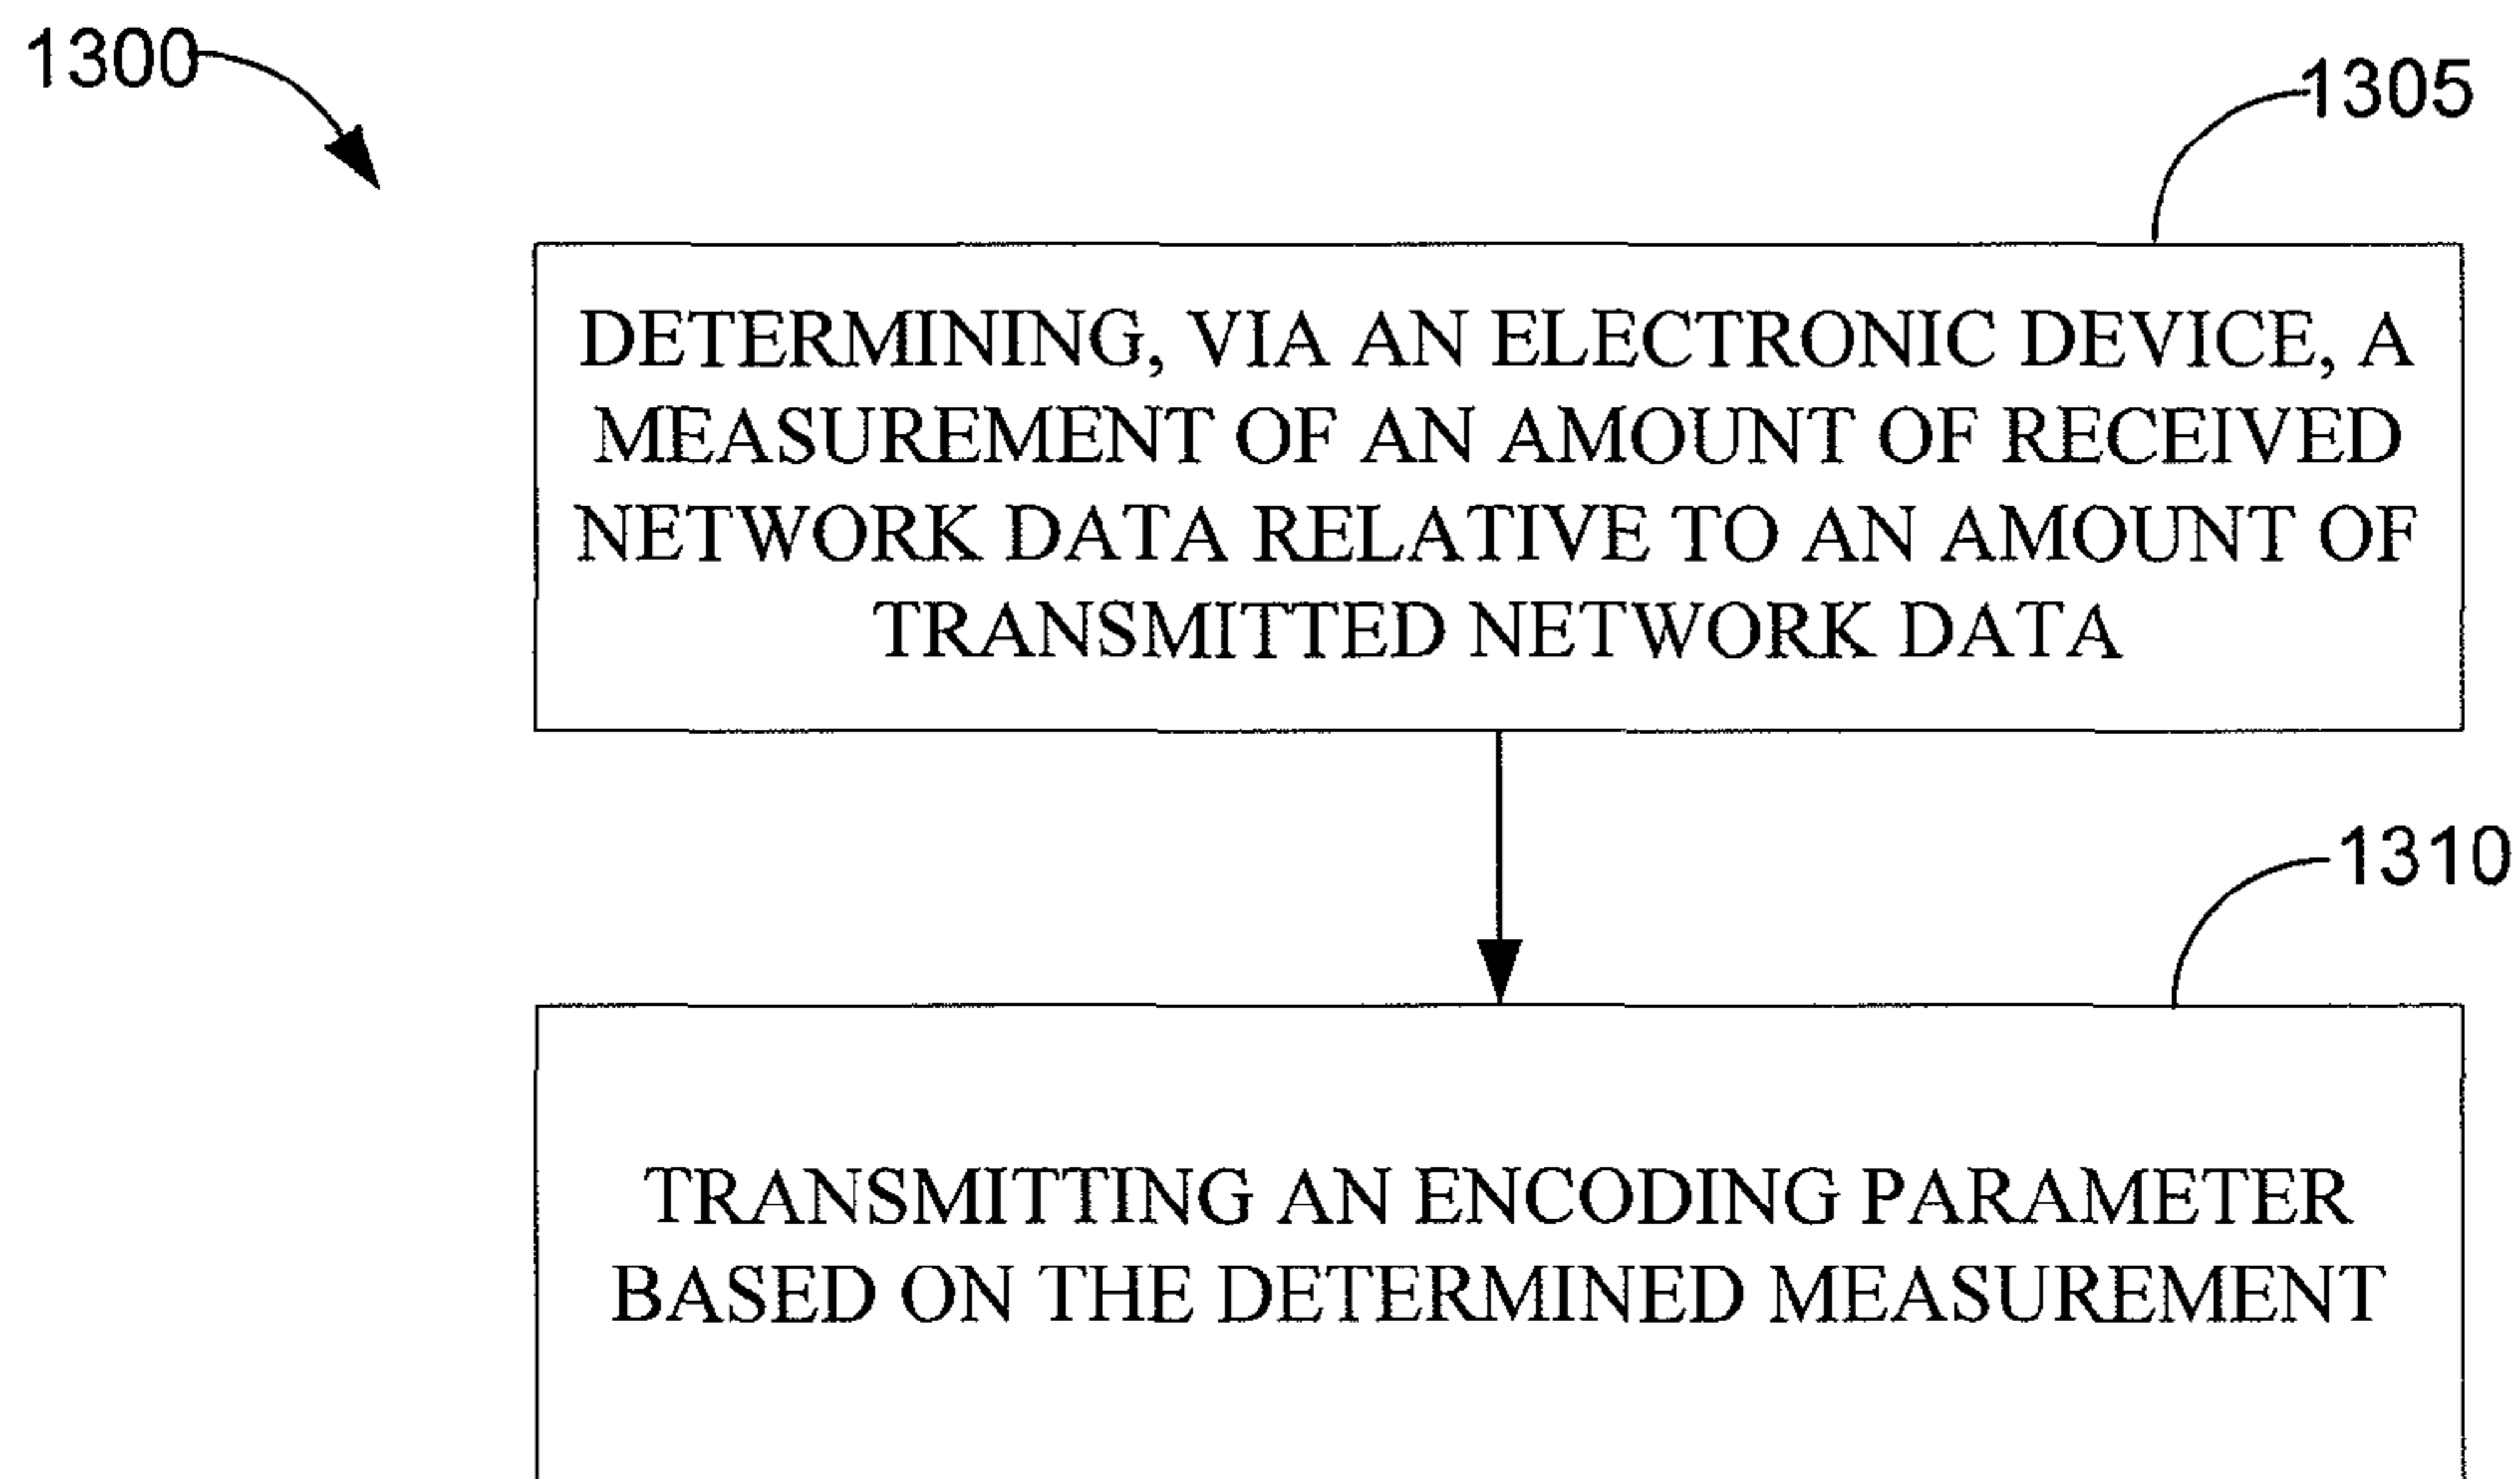 1300
1305
DETERMINING, VIA AN ELECTRONIC DEVICE, A
MEASUREMENT OF AN AMOUNT OF RECEIVED
NETWORK DATA RELATIVE TO AN AMOUNT OF
TRANSMITTED NETWORK DATA
1310
TRANSMITTING AN ENCODING PARAMETER
BASED ON THE DETERMINED MEASUREMENT